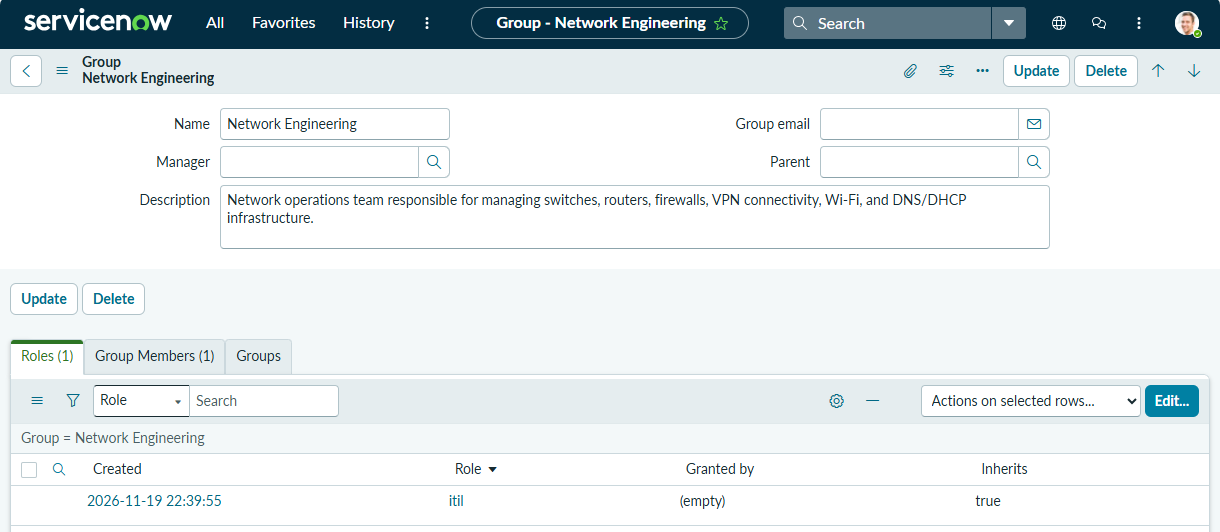 servicenow All Favorites History Group - Network Engineering Search
Group
Network Engineering
Update Delete
Name Network Engineering Group email
Manager Parent
Description Network operations team responsible for managing switches, routers, firewalls, VPN connectivity, Wi-Fi, and DNS/DHCP
infrastructure.
Update Delete
Roles (1) Group Members (1) Groups
Role Search Actions on selected rows... Edit...
Group = Network Engineering
Created Role Granted by Inherits
2026-11-19 22:39:55 itil (empty) true